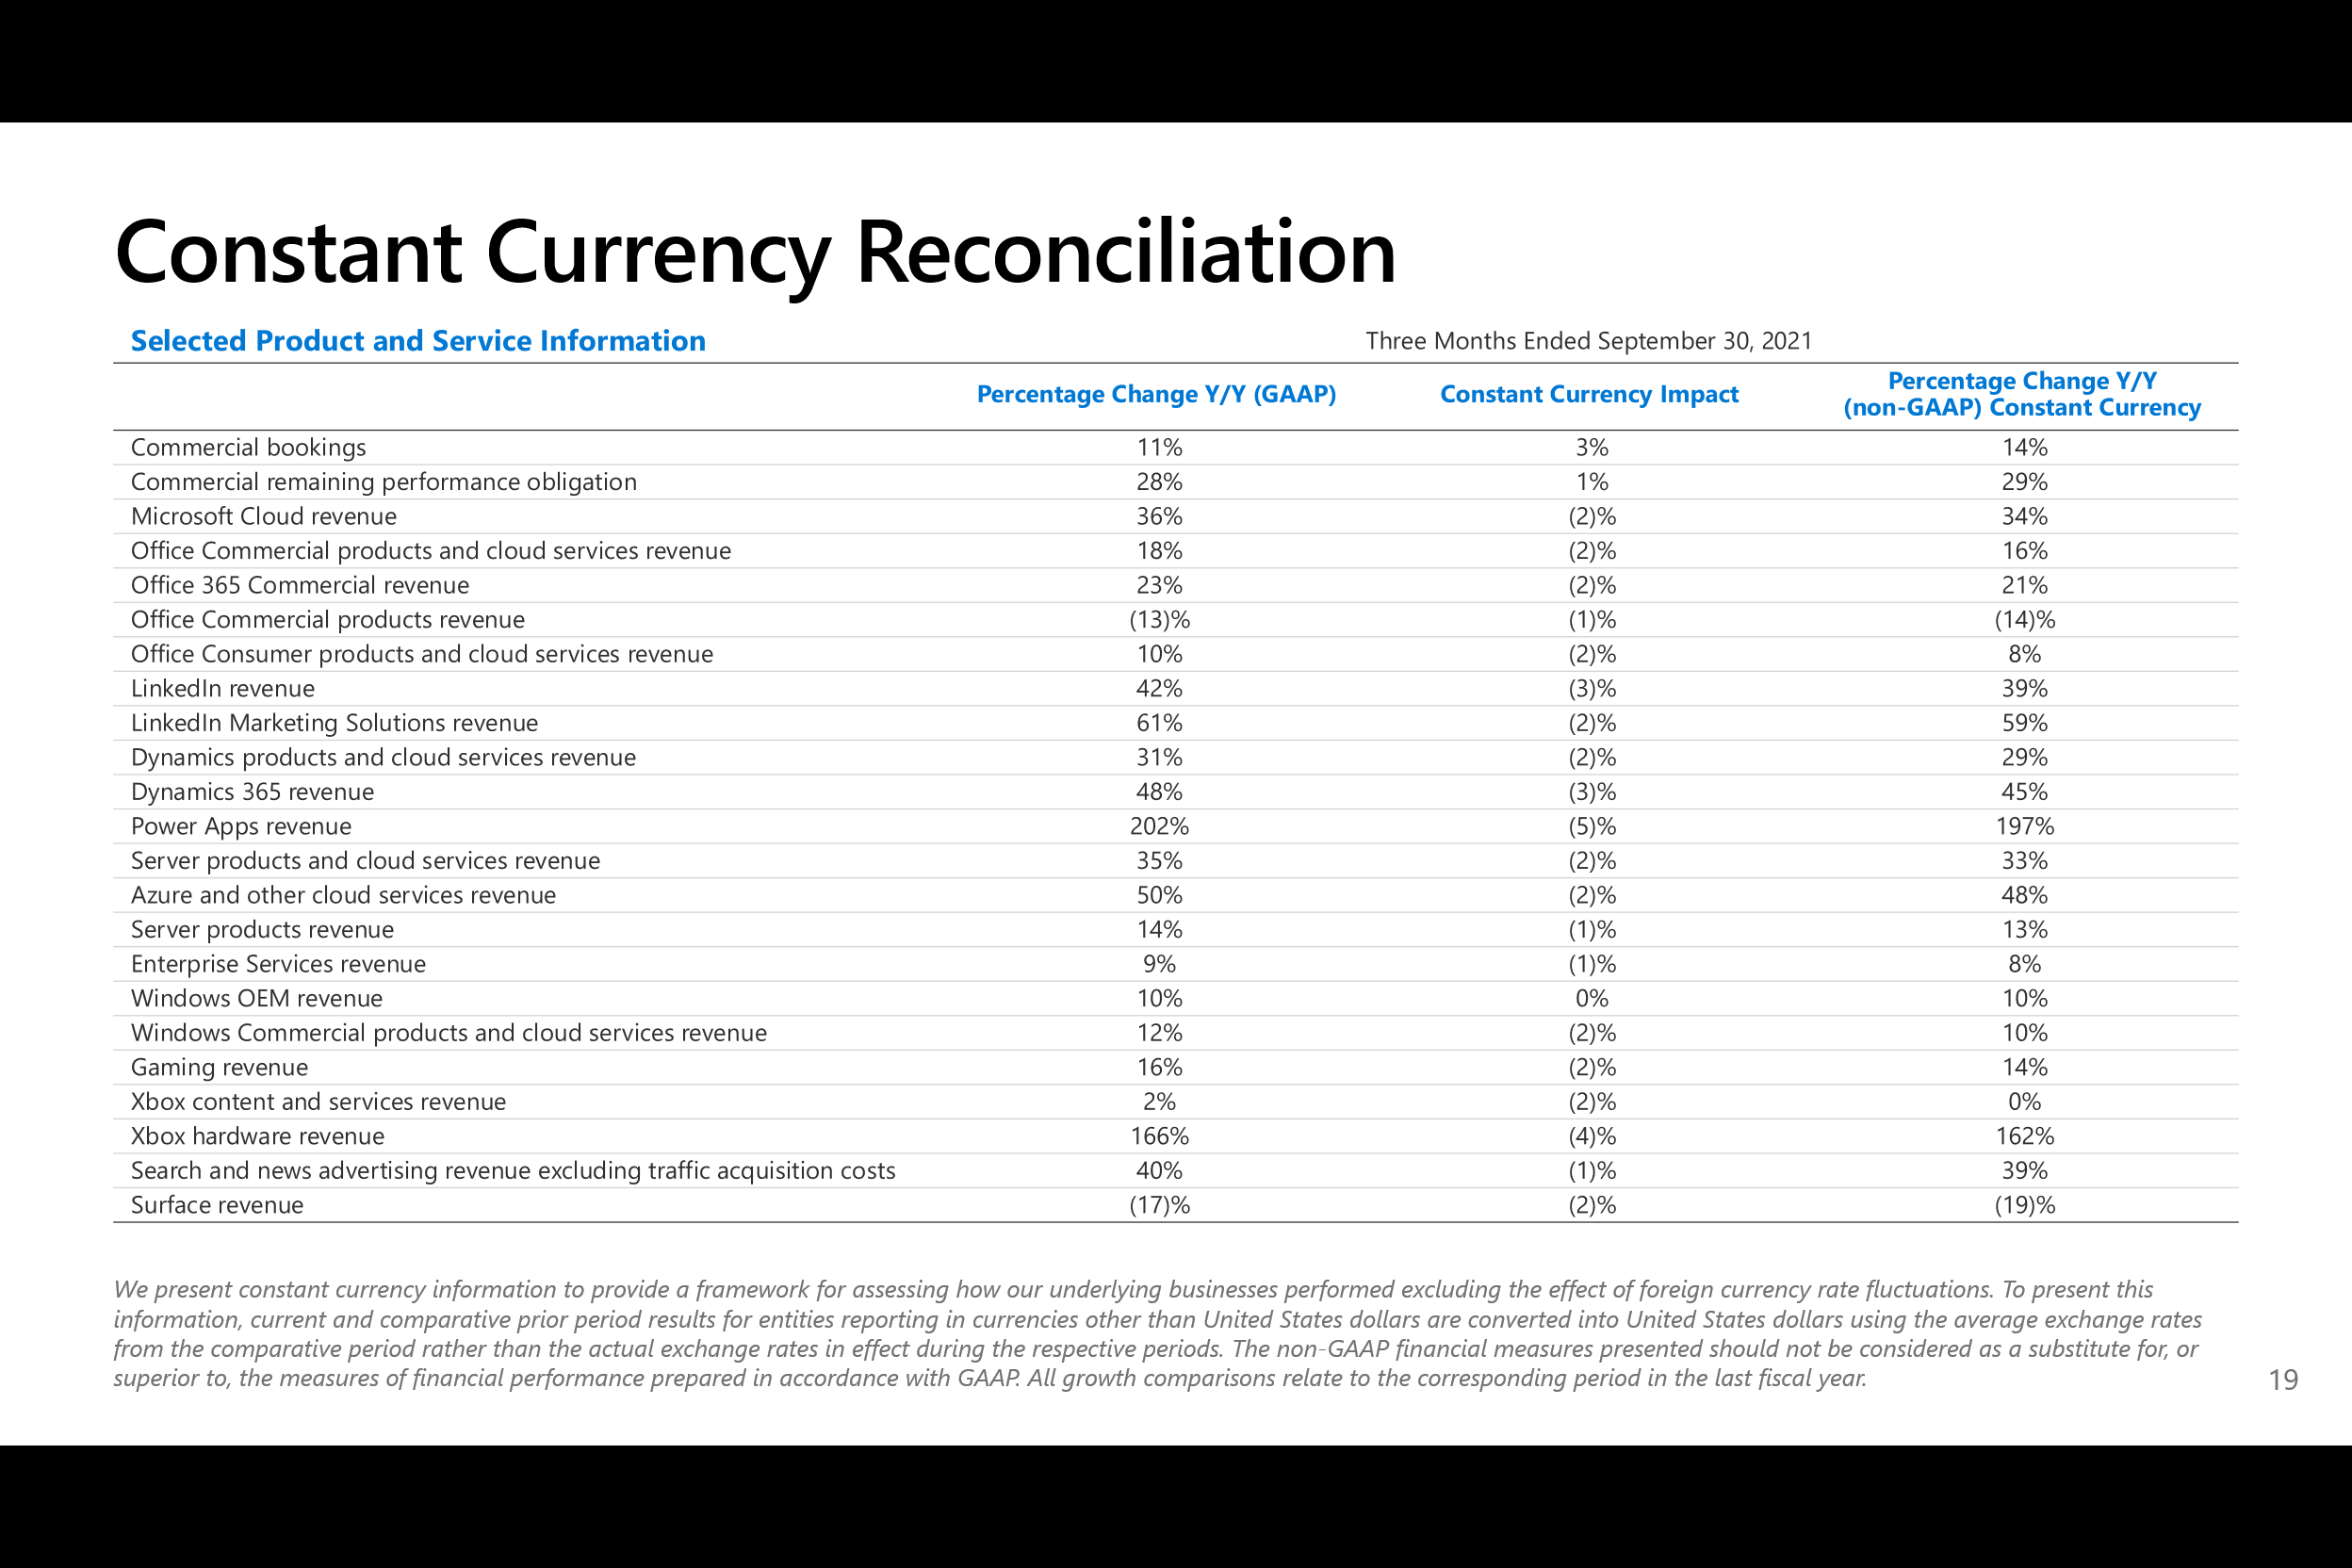 Constant Currency Reconciliation
Selected Product and Service Information Three Months Ended September 30, 2021
Percentage Change Y/Y (GAAP) Constant Currency Impact Percentage Change Y/Y
(non-GAAP) Constant Currency
Commercial bookings 11% 3% 14%
Commercial remaining performance obligation 28% 1% 29%
Microsoft Cloud revenue 36% (2)% 34%
Office Commercial products and cloud services revenue 18% (2)% 16%
Office 365 Commercial revenue 23% (2)% 21%
Office Commercial products revenue (13)% (1)% (14)%
Office Consumer products and cloud services revenue 10% (2)% 8%
LinkedIn revenue 42% (3)% 39%
LinkedIn Marketing Solutions revenue 61% (2)% 59%
Dynamics products and cloud services revenue 31% (2)% 29%
Dynamics 365 revenue 48% (3)% 45%
Power Apps revenue 202% (5)% 197%
Server products and cloud services revenue 35% (2)% 33%
Azure and other cloud services revenue 50% (2)% 48%
Server products revenue 14% (1)% 13%
Enterprise Services revenue 9% (1)% 8%
Windows OEM revenue 10% 0% 10%
Windows Commercial products and cloud services revenue 12% (2)% 10%
Gaming revenue 16% (2)% 14%
Xbox content and services revenue 2% (2)% 0%
Xbox hardware revenue 166% (4)% 162%
Search and news advertising revenue excluding traffic acquisition costs 40% (1)% 39%
Surface revenue (17)% (2)% (19)%
We present constant currency information to provide a framework for assessing how our underlying businesses performed excluding the effect of foreign currency rate fluctuations. To present this
information, current and comparative prior period results for entities reporting in currencies other than United States dollars are converted into United States dollars using the average exchange rates
from the comparative period rather than the actual exchange rates in effect during the respective periods. The non-GAAP financial measures presented should not be considered as a substitute for, or
superior to, the measures of financial performance prepared in accordance with GAAP. All growth comparisons relate to the corresponding period in the last fiscal year.
19